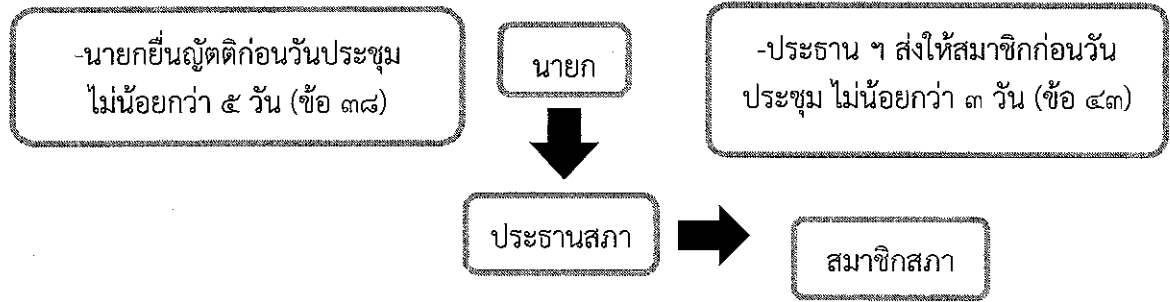 -นายกยื่นญัตติก่อนวันประชุม
ไม่น้อยกว่า ๕ วัน (ข้อ ๓๘)
นายก
-ประธาน ฯ ส่งให้สมาชิกก่อนวัน
ประชุม ไม่น้อยกว่า ๓ วัน (ข้อ ๔๓)
ประธานสภา
สมาชิกสภา